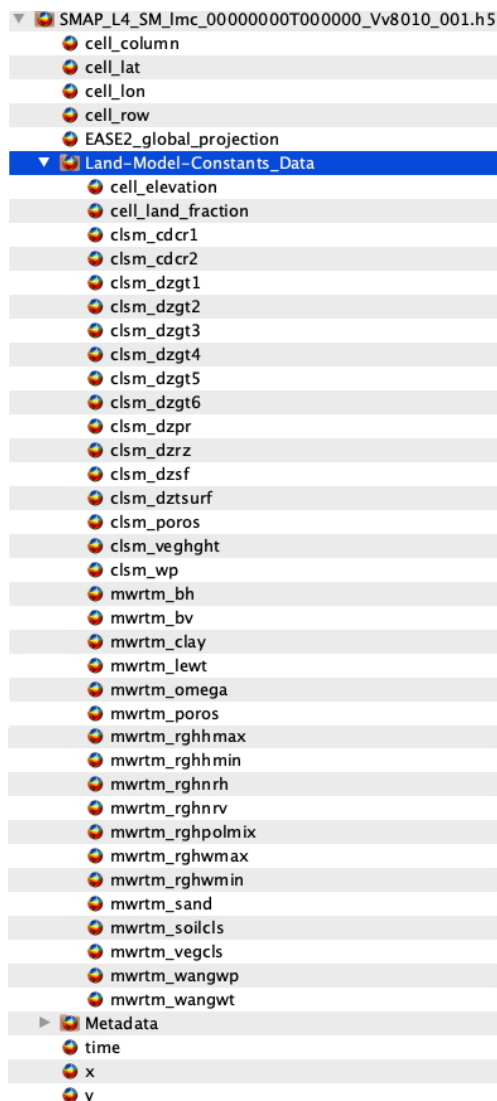 SMAP_L4_SM_lmc_00000000T000000_Vv8010_001.h5
cell_column
cell_lat
cell_lon
cell_row
EASE2_global_projection
Land-Model-Constants_Data
cell_elevation
cell_land_fraction
clsm_cdcr1
clsm_cdcr2
clsm_dzgt1
clsm_dzgt2
clsm_dzgt3
clsm_dzgt4
clsm_dzgt5
clsm_dzgt6
clsm_dzpr
clsm_dzrz
clsm_dzsf
clsm_dztsurf
clsm_poros
clsm_veghght
clsm_wp
mwrtm_bh
mwrtm_bv
mwrtm_clay
mwrtm_lewt
mwrtm_omega
mwrtm_poros
mwrtm_rghhmax
mwrtm_rghhmin
mwrtm_rghnrh
mwrtm_rghnrv
mwrtm_rghpolmix
mwrtm_rghwmax
mwrtm_rghwmin
mwrtm_sand
mwrtm_soilcls
mwrtm_vegcls
mwrtm_wangwp
mwrtm_wangwt
Metadata
time
x
y